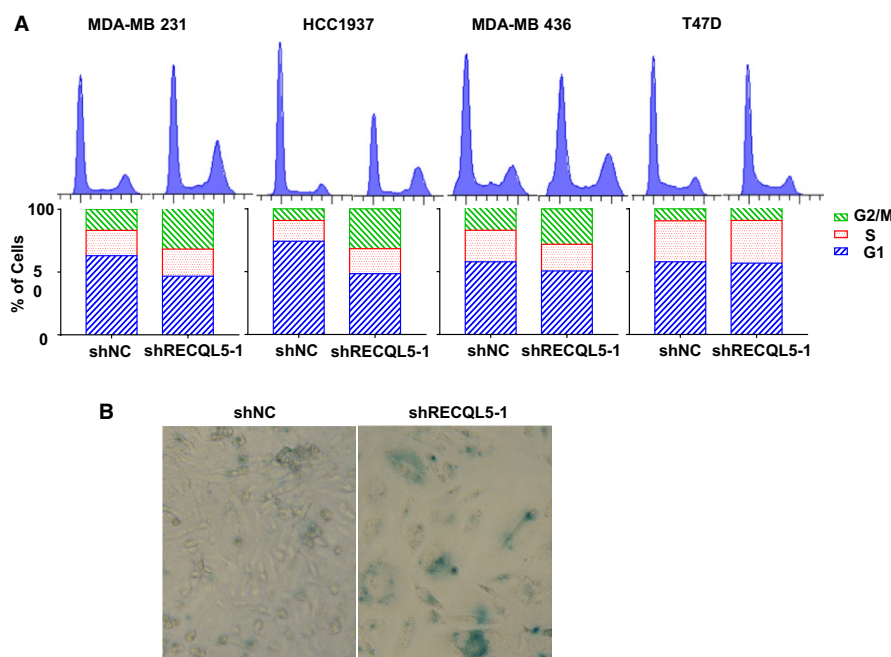 A
MDA-MB 231 HCC1937 MDA-MB 436 T47D
100
5
0
0
% of Cells
G2/M
S
G1
shNC shRECQL5-1 shNC shRECQL5-1 shNC shRECQL5-1 shNC shRECQL5-1
B
shNC shRECQL5-1